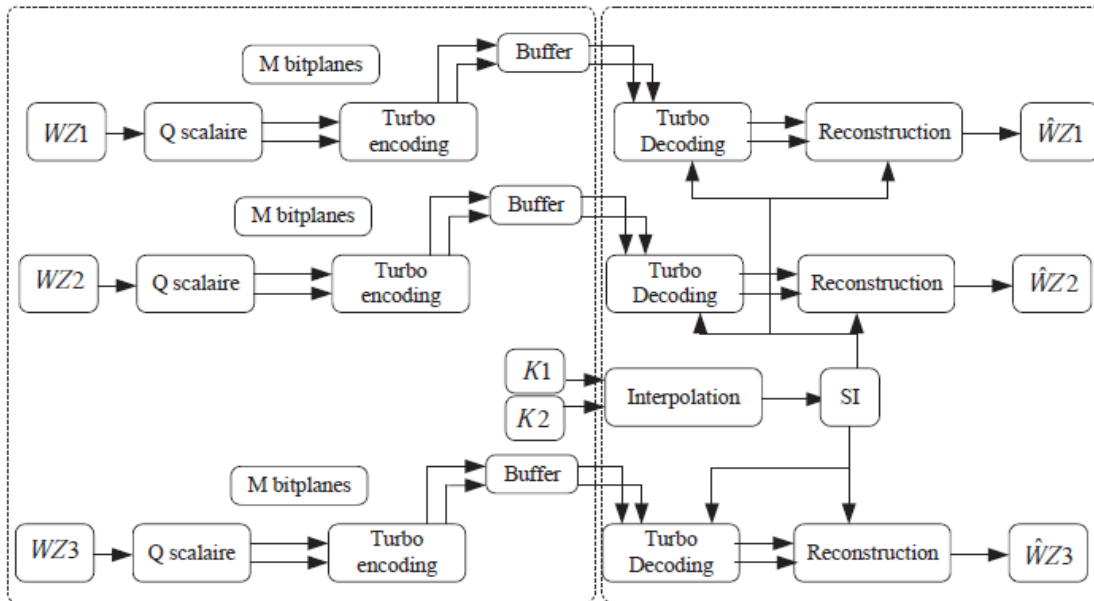 M bitplanes
Buffer
WZ1
Q scalaire
Turbo
encoding
Turbo
Decoding
Reconstruction
ŴZ1
M bitplanes
Buffer
WZ2
Q scalaire
Turbo
encoding
Turbo
Decoding
Reconstruction
ŴZ2
K1
K2
Interpolation
SI
M bitplanes
Buffer
WZ3
Q scalaire
Turbo
encoding
Turbo
Decoding
Reconstruction
ŴZ3